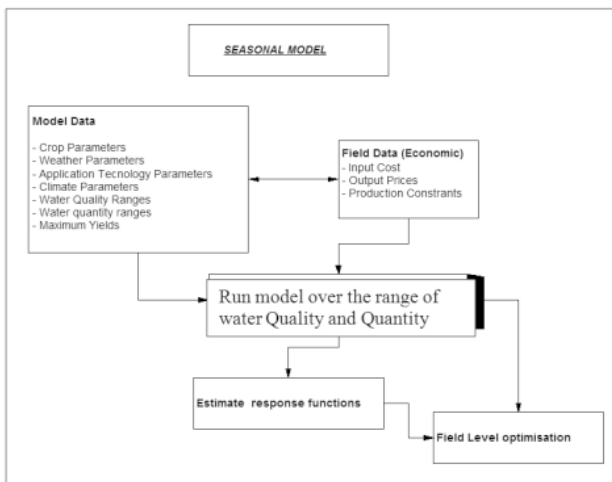 SEASONAL MODEL
Model Data
- Crop Parameters
- Weather Parameters
- Application Tecnology Parameters
- Climate Parameters
- Water Quality Ranges
- Water quantity ranges
- Maximum Yields
Field Data (Economic)
- Input Cost
- Output Prices
- Production Constrants
Run model over the range of
water Quality and Quantity
Estimate response functions
Field Level optimisation